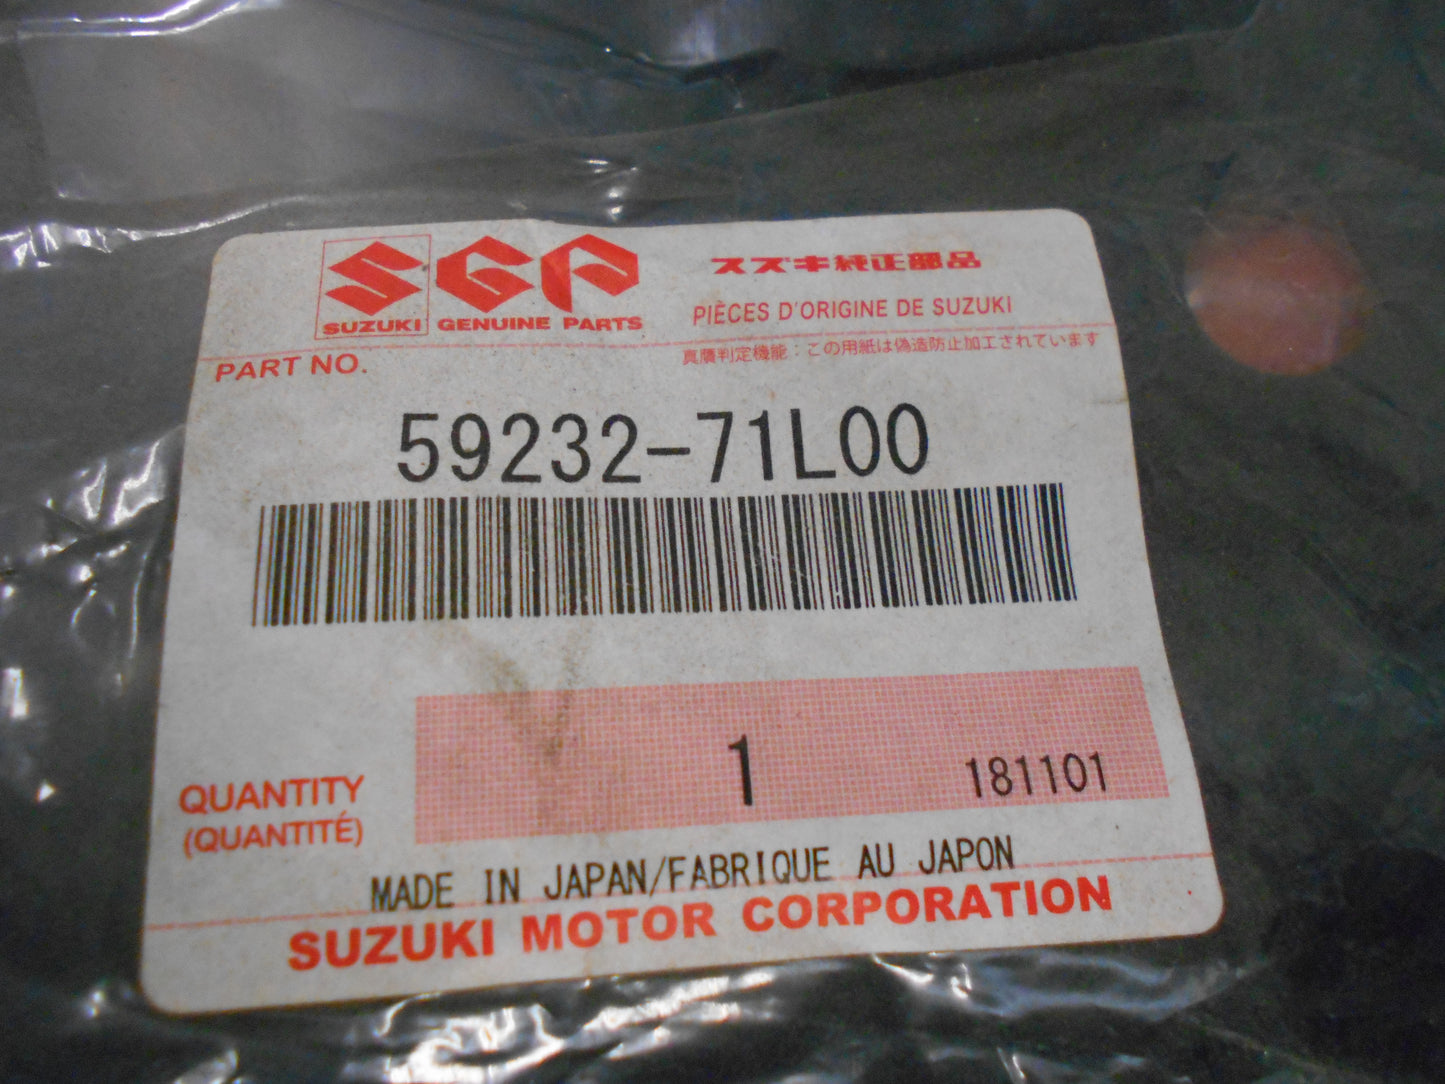 SGP
SUZUKI GENUINE PARTS
スズキ純正部品
PIÈCES D'ORIGINE DE SUZUKI
真贋判定機能：この用紙は偽造防止加工されています
PART NO.
59232-71L00
QUANTITY
(QUANTITÉ)
1
181101
MADE IN JAPAN/FABRIQUE AU JAPON
SUZUKI MOTOR CORPORATION